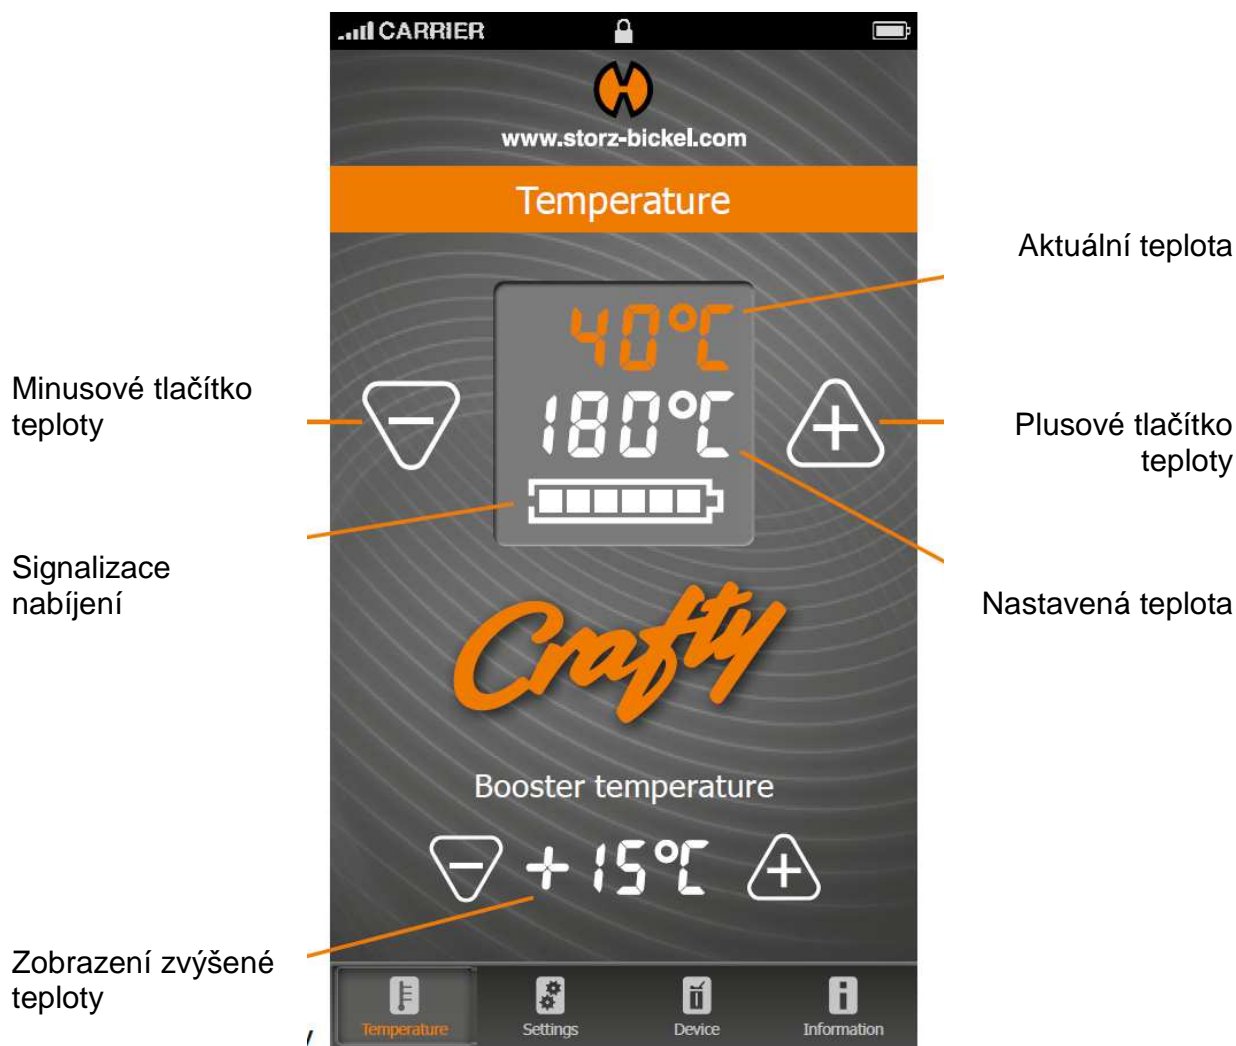 CARRIER
www.storz-bickel.com
Temperature
Aktuální teplota
40°C
Minusové tlačítko
teploty
180°C
Plusové tlačítko
teploty
Signalizace
nabíjení
Nastavená teplota
Crafty
Booster temperature
+15°C
Zobrazení zvýšené
teploty
Temperature
Settings
Device
Information